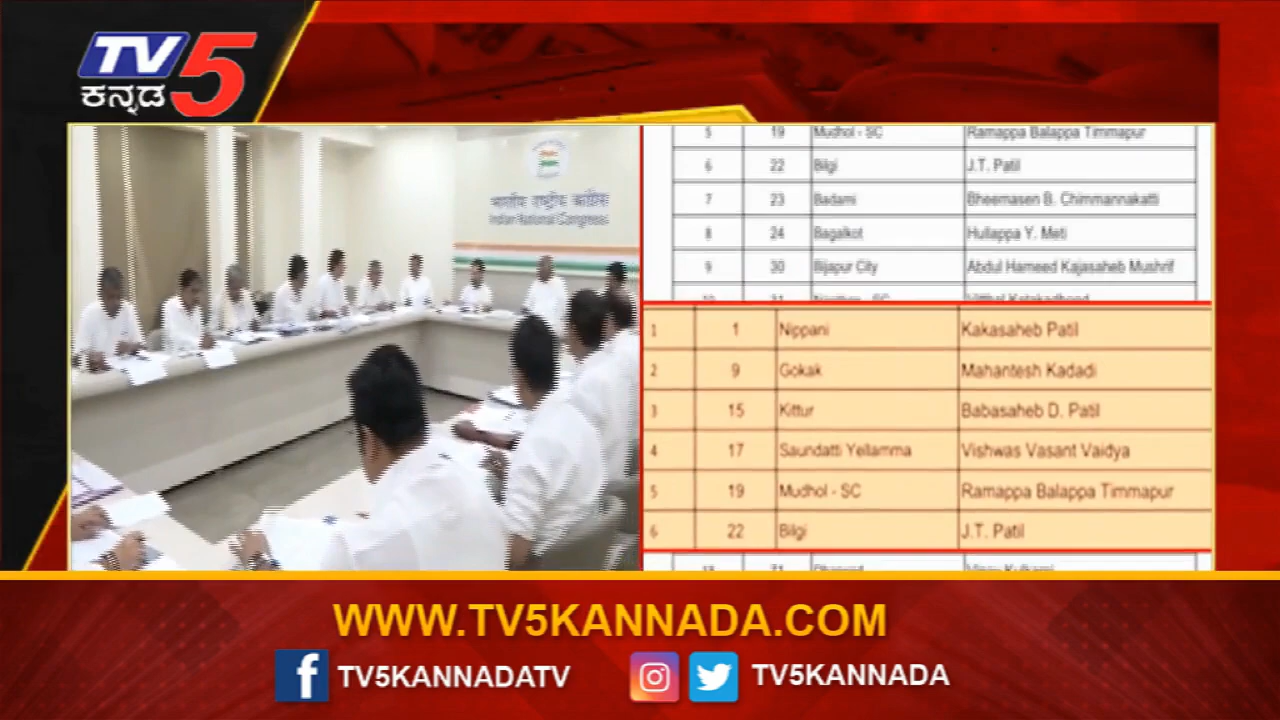 TV5
ಕನ್ನಡ
भारतीय राष्ट्रीय कांग्रेस
Indian National Congress
5 19 Mudhol - SC Ramappa Balappa Timmapur
6 22 Bilgi J.T. Patil
7 23 Badami Bheemasen B. Chimmannakatti
8 24 Bagalkot Hullappa Y. Meti
9 30 Bijapur City Abdul Hameed Kajasaheb Mushrif
1 1 Nippani Kakasaheb Patil
2 9 Gokak Mahantesh Kadadi
3 15 Kittur Babasaheb D. Patil
4 17 Saundatti Yellamma Vishwas Vasant Vaidya
5 19 Mudhol - SC Ramappa Balappa Timmapur
6 22 Bilgi J.T. Patil
WWW.TV5KANNADA.COM
f TV5KANNADATV TV5KANNADA